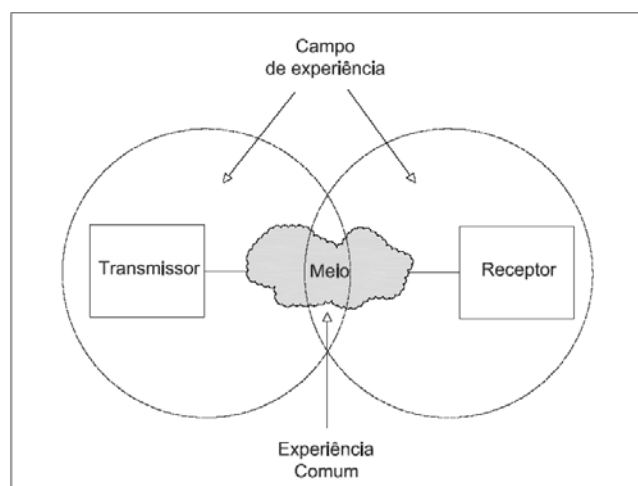 Campo
de experiência
Transmissor
Meio
Receptor
Experiência
Comum